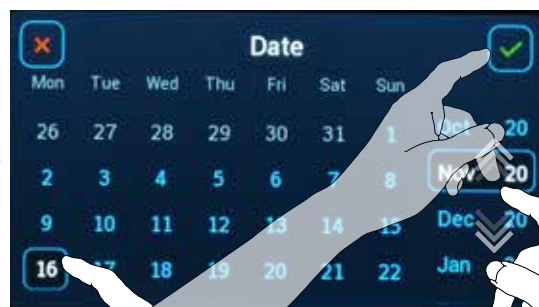 Date
Mon Tue Wed Thu Fri Sat Sun
26 27 28 29 30 31 1 Oct 20
2 3 4 5 6 7 8 Nov 20
9 10 11 12 13 14 15 Dec 20
16 17 18 19 20 21 22 Jan